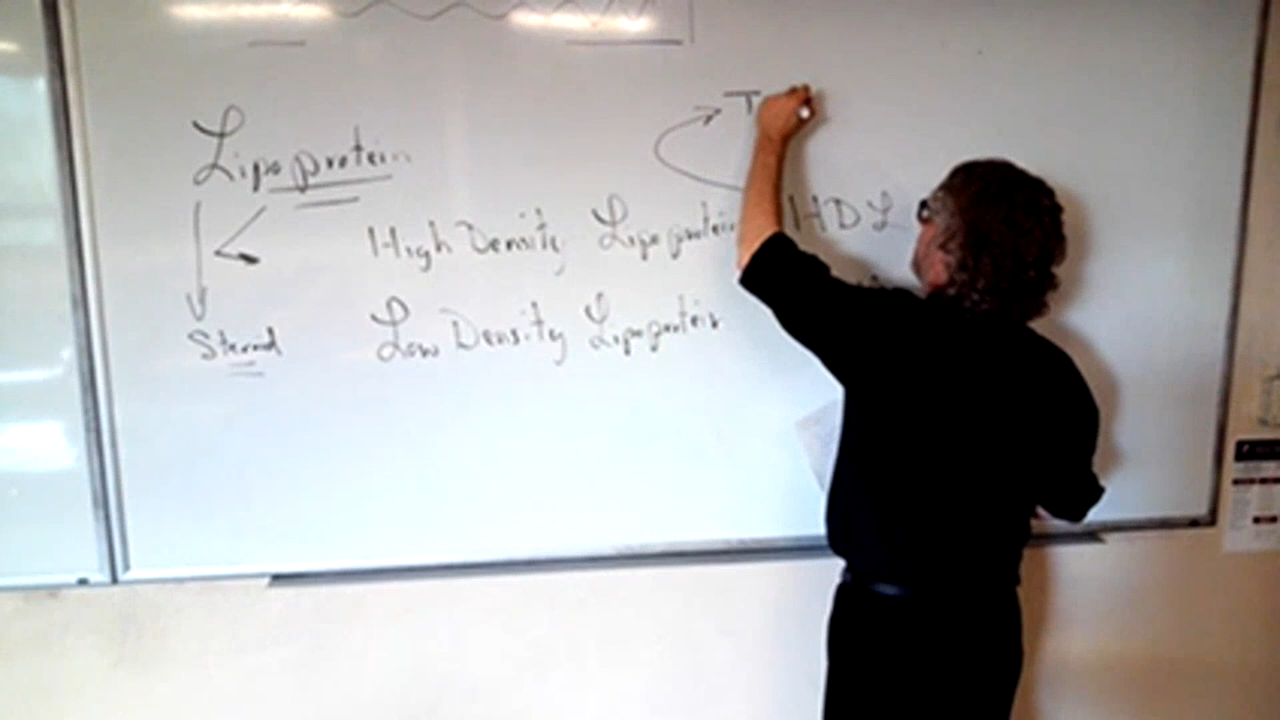 T
Lipoprotein
High Density Lipoprotein HDL
Low Density Lipoprotein
Steroid